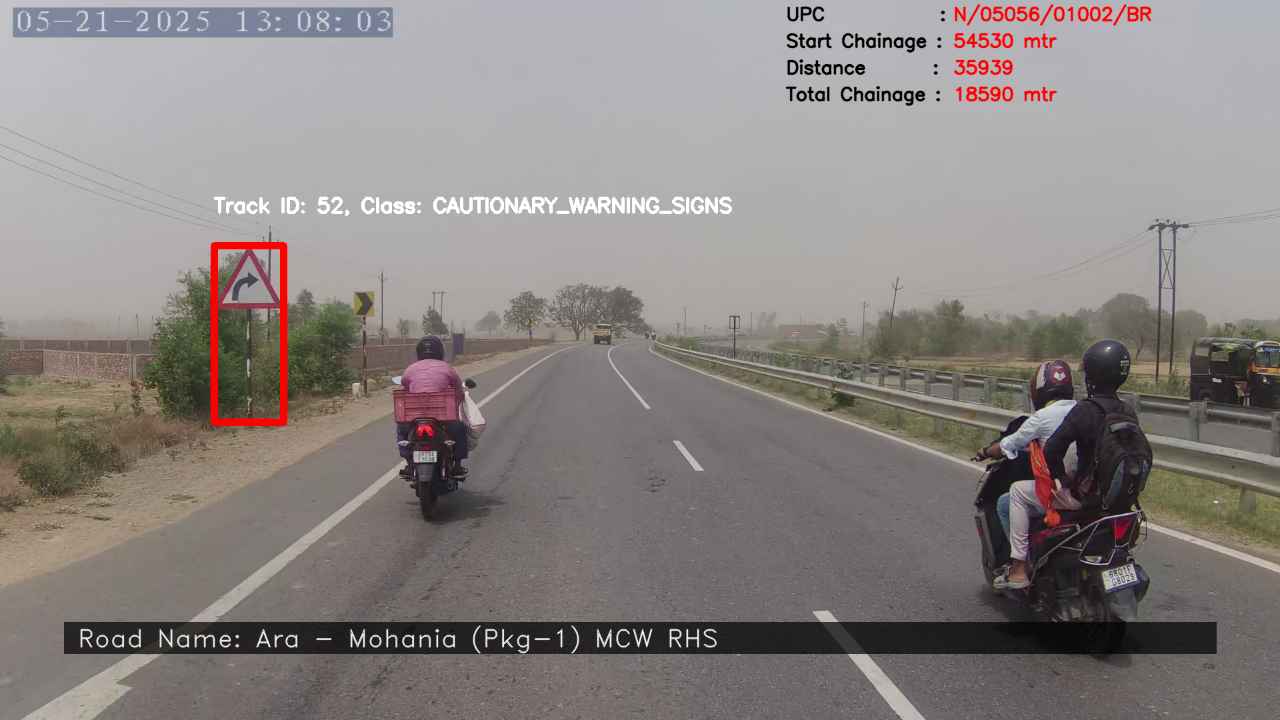 05-21-2025 13:08:03
UPC : N/05056/01002/BR
Start Chainage : 54530 mtr
Distance : 35939
Total Chainage : 18590 mtr
Track ID: 52, Class: CAUTIONARY_WARNING_SIGNS
Road Name: Ara - Mohania (Pkg-1) MCW RHS